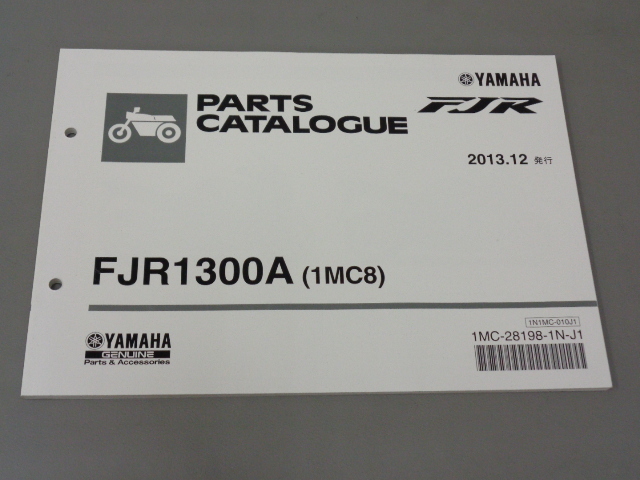 YAMAHA
PARTS
CATALOGUE
FJR
2013.12 発行
FJR1300A (1MC8)
YAMAHA
GENUINE
Parts & Accessories
1N1MC-010J1
1MC-28198-1N-J1